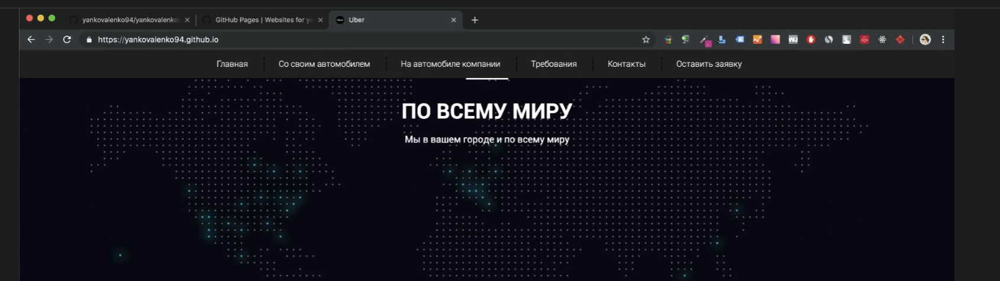 yankovalenko94/yankovalenko
GitHub Pages | Websites for yo
Uber
https://yankovalenko94.github.io
Главная
Со своим автомобилем
На автомобиле компании
Требования
Контакты
Оставить заявку
ПО ВСЕМУ МИРУ
Мы в вашем городе и по всему миру